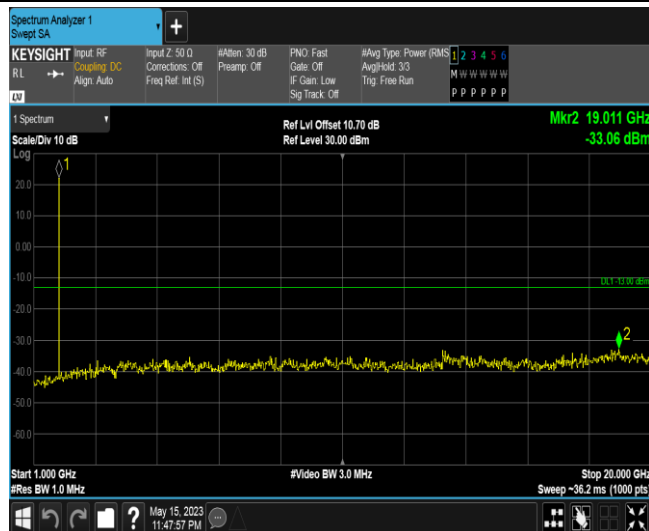 Spectrum Analyzer 1
Swept SA
+
KEYSIGHT
RL
LXI
Input: RF
Coupling: DC
Align: Auto
Input Z: 50 Ω
Corrections: Off
Freq Ref: Int (S)
#Atten: 30 dB
Preamp: Off
PNO: Fast
Gate: Off
IF Gain: Low
Sig Track: Off
#Avg Type: Power (RMS
Avg|Hold: 3/3
Trig: Free Run
1 2 3 4 5 6
M W W W W W
P P P P P P
1 Spectrum
Scale/Div 10 dB
Ref Lvl Offset 10.70 dB
Ref Level 30.00 dBm
Mkr2 19.011 GHz
-33.06 dBm
Log
1
20.0
10.0
0.00
-10.0
DL1 -13.00 dBm
-20.0
2
-30.0
-40.0
-50.0
-60.0
Start 1.000 GHz
#Res BW 1.0 MHz
#Video BW 3.0 MHz
Stop 20.000 GHz
Sweep ~36.2 ms (1000 pts)
?
May 15, 2023
11:47:57 PM